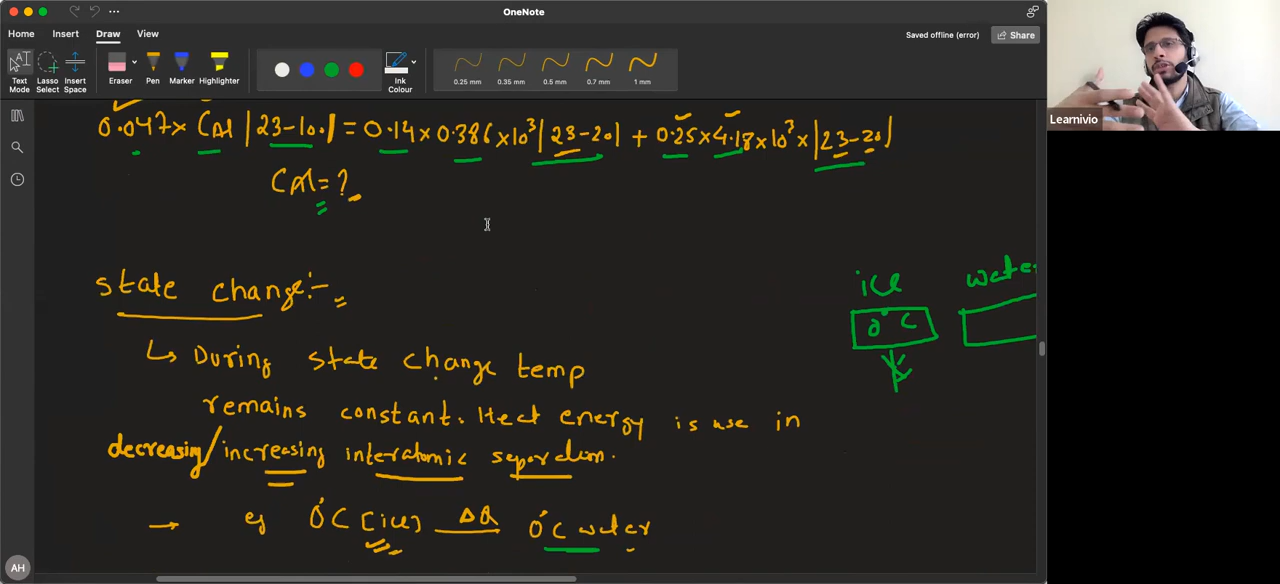 OneNote
Home Insert Draw View
Saved offline (error)
Share
Text Mode
Lasso Select
Insert Space
Eraser
Pen
Marker
Highlighter
Ink Colour
0.25 mm
0.35 mm
0.5 mm
0.7 mm
1 mm
Learnivio
0.047 × CAl |23-100| = 0.14 × 0.386 × 10³ |23-20| + 0.25 × 4.18 × 10³ × |23-20|
CAl = ?
state change:-
ice
water
0°C
↳ During state change temp
remains constant. Heat energy is use in
decreasing/increasing interatomic separation.
→ eg 0°C [ice] ΔQ 0°C water
AH